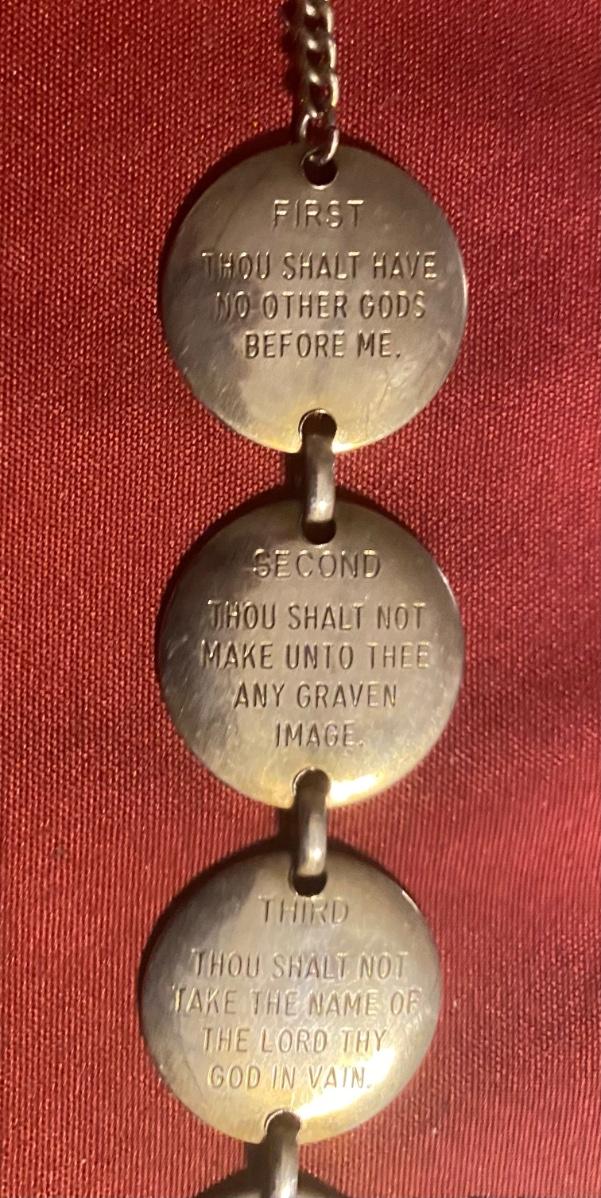 FIRST
THOU SHALT HAVE
NO OTHER GODS
BEFORE ME.
SECOND
THOU SHALT NOT
MAKE UNTO THEE
ANY GRAVEN
IMAGE.
THIRD
THOU SHALT NOT
TAKE THE NAME OF
THE LORD THY
GOD IN VAIN.